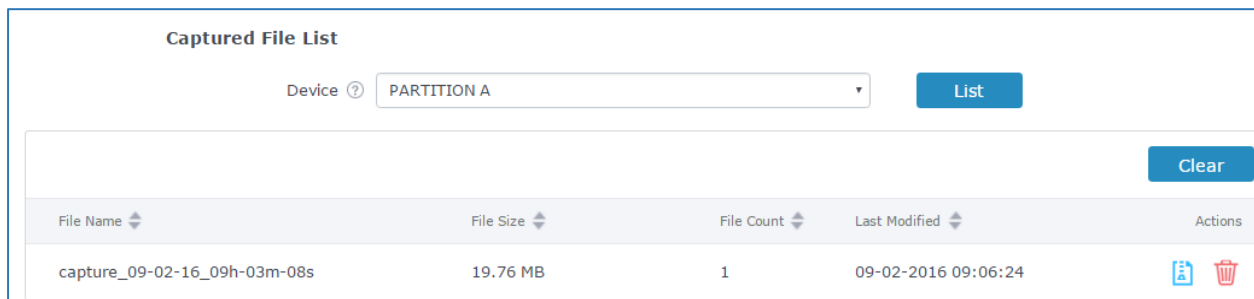 Captured File List
Device ? PARTITION A List
Clear
File Name File Size File Count Last Modified Actions
capture_09-02-16_09h-03m-08s 19.76 MB 1 09-02-2016 09:06:24